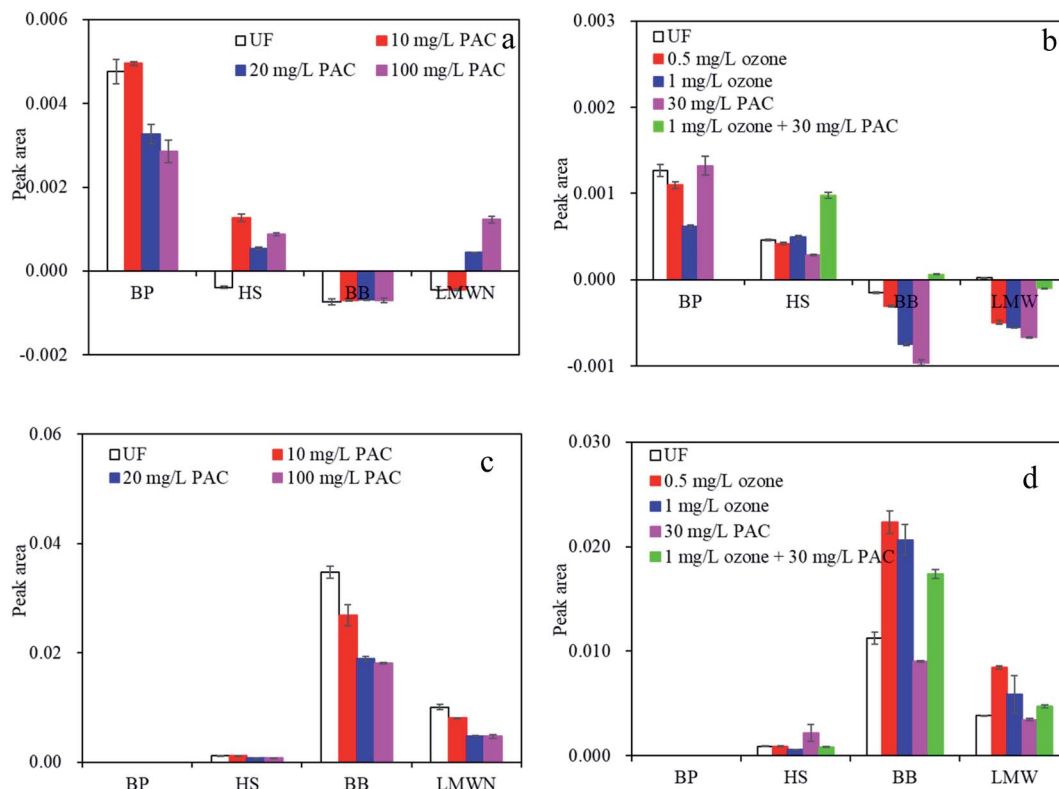 0.006
0.004
0.002
0.000
-0.002
Peak area
UF
10 mg/L PAC
20 mg/L PAC
100 mg/L PAC
a
BP
HS
BB
LMWN
0.003
0.002
0.001
0.000
-0.001
Peak area
UF
0.5 mg/L ozone
1 mg/L ozone
30 mg/L PAC
1 mg/L ozone + 30 mg/L PAC
b
BP
HS
BB
LMW
0.06
0.04
0.02
0.00
Peak area
UF
10 mg/L PAC
20 mg/L PAC
100 mg/L PAC
c
BP
HS
BB
LMWN
0.030
0.020
0.010
0.000
Peak area
UF
0.5 mg/L ozone
1 mg/L ozone
30 mg/L PAC
1 mg/L ozone + 30 mg/L PAC
d
BP
HS
BB
LMW